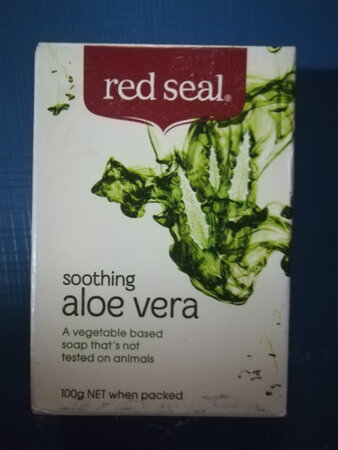 red seal®
soothing
aloe vera
A vegetable based
soap that's not
tested on animals
100g NET when packed